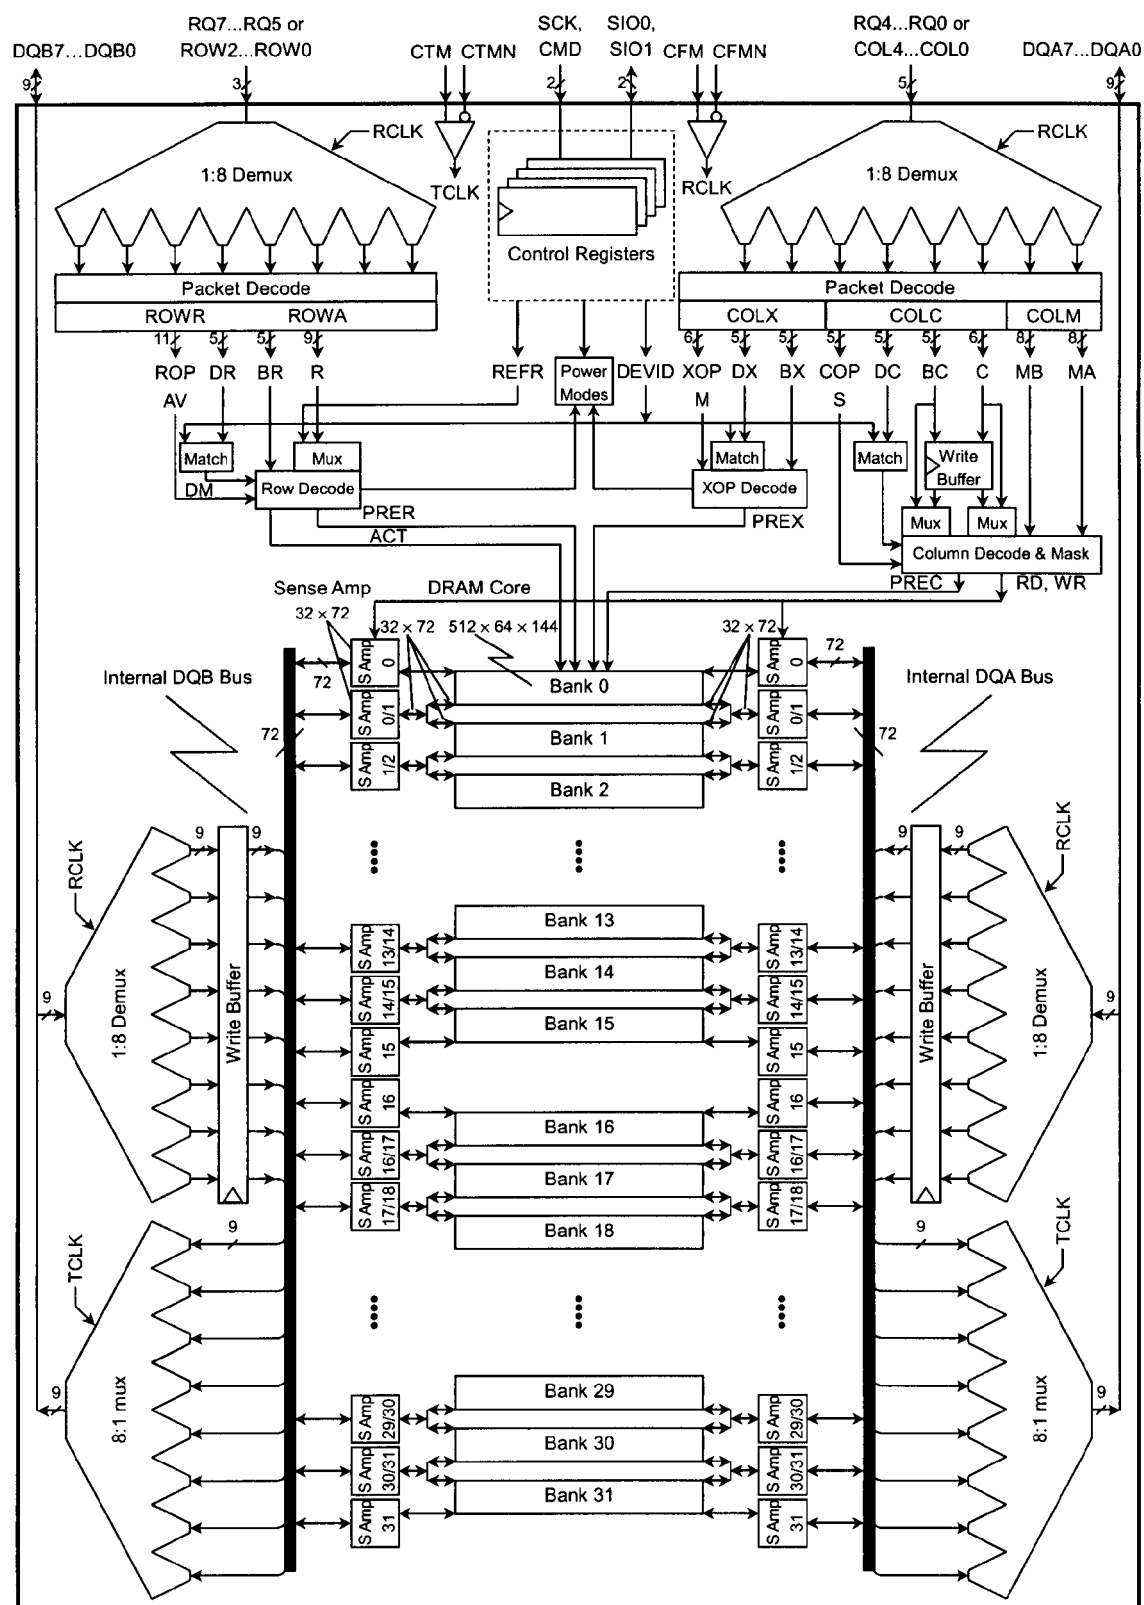 RQ7...RQ5 or
ROW2...ROW0
DQB7...DQB0
CTM
CTMN
SCK,
CMD
SIO0,
SIO1
CFM
CFMN
RQ4...RQ0 or
COL4...COL0
DQA7...DQA0
9
3
2
2
5
9
RCLK
1:8 Demux
TCLK
Control Registers
RCLK
RCLK
1:8 Demux
Packet Decode
ROWR
ROWA
Packet Decode
COLX
COLC
COLM
11
5
5
9
6
5
5
5
5
5
6
8
8
ROP
DR
BR
R
REFR
Power
Modes
DEVID
XOP
DX
BX
COP
DC
BC
C
MB
MA
AV
M
S
Match
Mux
Match
Match
Write
Buffer
DM
Row Decode
XOP Decode
Mux
Mux
PRER
PREX
ACT
Column Decode & Mask
PREC
RD, WR
Sense Amp
DRAM Core
32 × 72
32 × 72
512 × 64 × 144
32 × 72
72
72
Internal DQB Bus
Internal DQA Bus
72
72
S Amp
0
Bank 0
S Amp
0
S Amp
0/1
Bank 1
S Amp
0/1
S Amp
1/2
Bank 2
S Amp
1/2
9
9
9
9
RCLK
RCLK
Bank 13
S Amp
13/14
S Amp
13/14
Bank 14
S Amp
14/15
S Amp
14/15
Bank 15
S Amp
15
S Amp
15
9
1:8 Demux
Write Buffer
Write Buffer
1:8 Demux
9
S Amp
16
S Amp
16
Bank 16
S Amp
16/17
S Amp
16/17
Bank 17
S Amp
17/18
S Amp
17/18
Bank 18
9
9
TCLK
TCLK
9
8:1 mux
8:1 mux
9
Bank 29
S Amp
29/30
S Amp
29/30
Bank 30
S Amp
30/31
S Amp
30/31
Bank 31
S Amp
31
S Amp
31